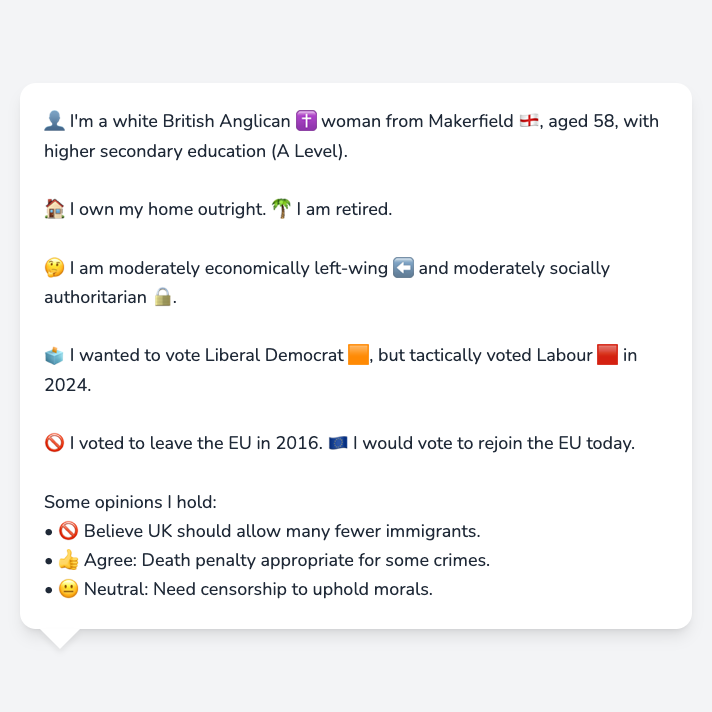 👤 I'm a white British Anglican ✝️ woman from Makerfield 🏴󠁧󠁢󠁥󠁮󠁧󠁿, aged 58, with
higher secondary education (A Level).
🏠 I own my home outright. 🌴 I am retired.
🤔 I am moderately economically left-wing ⬅️ and moderately socially
authoritarian 🔒.
🗳️ I wanted to vote Liberal Democrat 🟧, but tactically voted Labour 🟥 in
2024.
🚫 I voted to leave the EU in 2016. 🇪🇺 I would vote to rejoin the EU today.
Some opinions I hold:
• 🚫 Believe UK should allow many fewer immigrants.
• 👍 Agree: Death penalty appropriate for some crimes.
• 😐 Neutral: Need censorship to uphold morals.